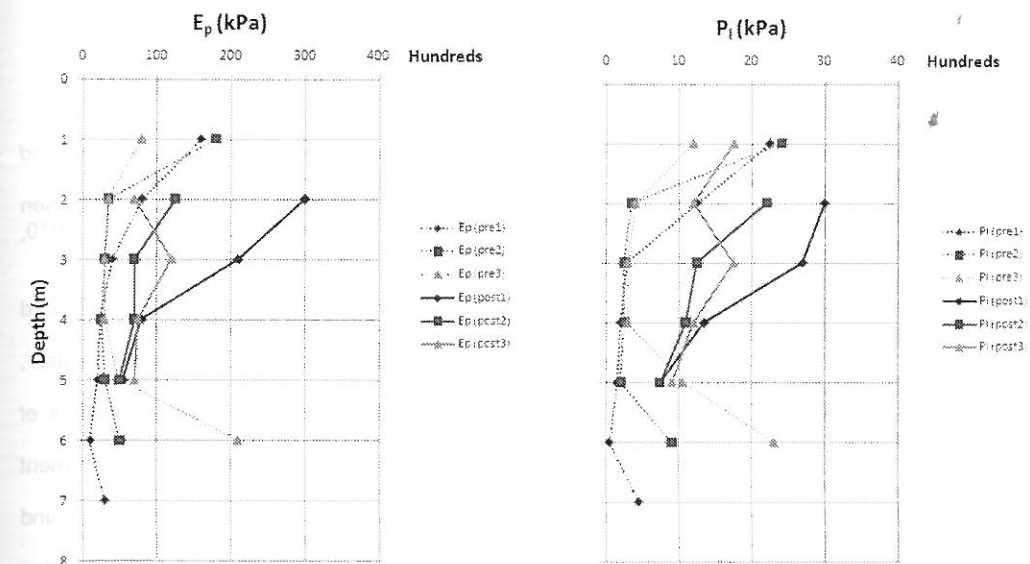 Ep (kPa)
0 100 200 300 400 Hundreds
0
1
2
3
4
5
6
7
8
Depth (m)
Ep (pre1)
Ep (pre2)
Ep (pre3)
Ep (post1)
Ep (post2)
Ep (post3)
Pl (kPa)
0 10 20 30 40 Hundreds
Pl (pre1)
Pl (pre2)
Pl (pre3)
Pl (post1)
Pl (post2)
Pl (post3)